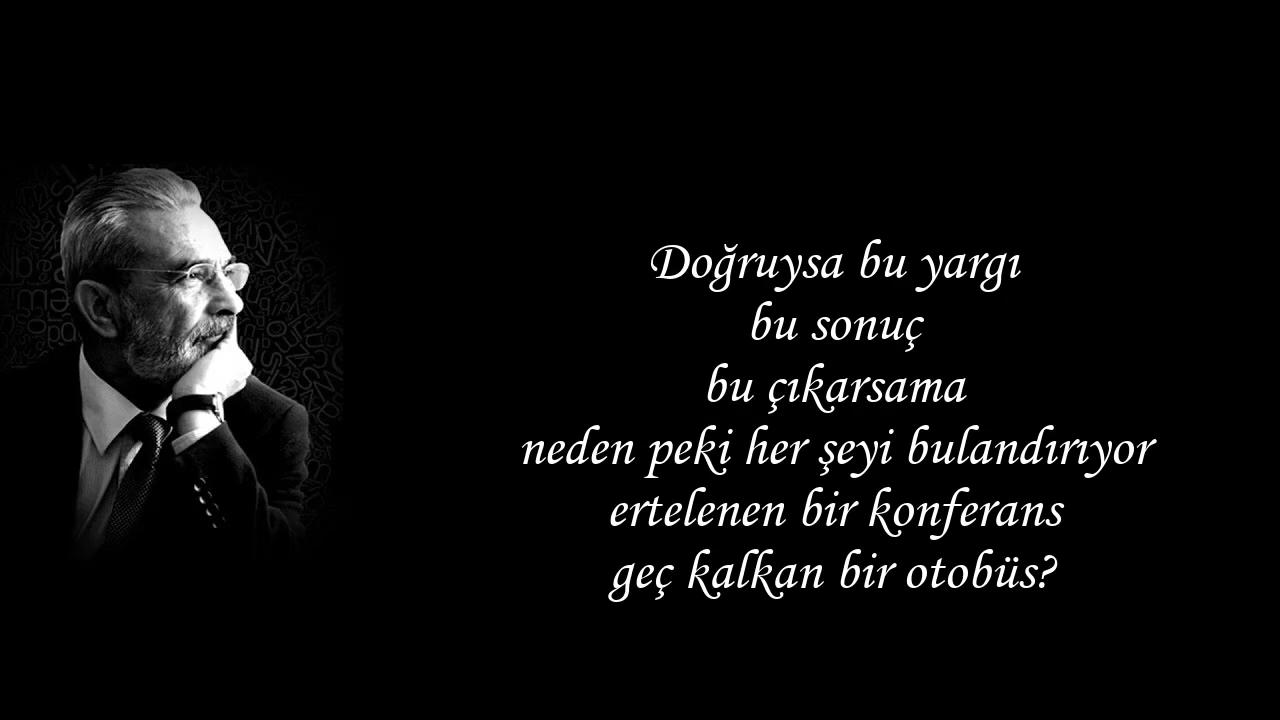 Doğruysa bu yargı
bu sonuç
bu çıkarsama
neden peki her şeyi bulandırıyor
ertelenen bir konferans
geç kalkan bir otobüs?